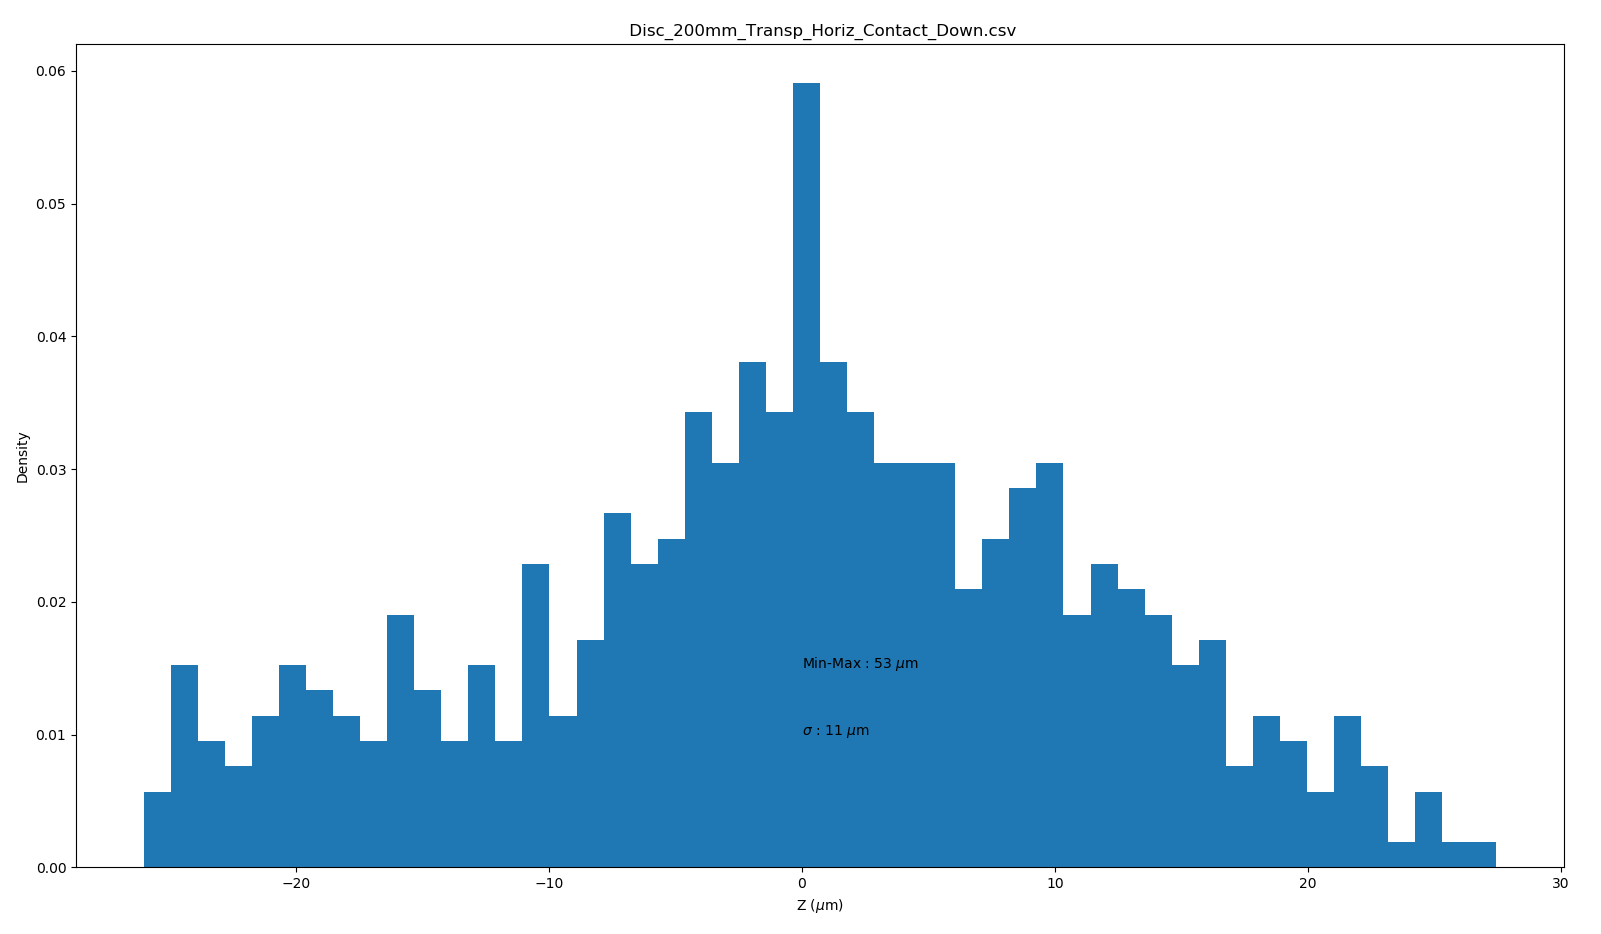 Disc_200mm_Transp_Horiz_Contact_Down.csv
0.06
0.05
0.04
0.03
0.02
0.01
0.00
Density
Min-Max : 53 μm
σ : 11 μm
−20 −10 0 10 20 30
Z (μm)